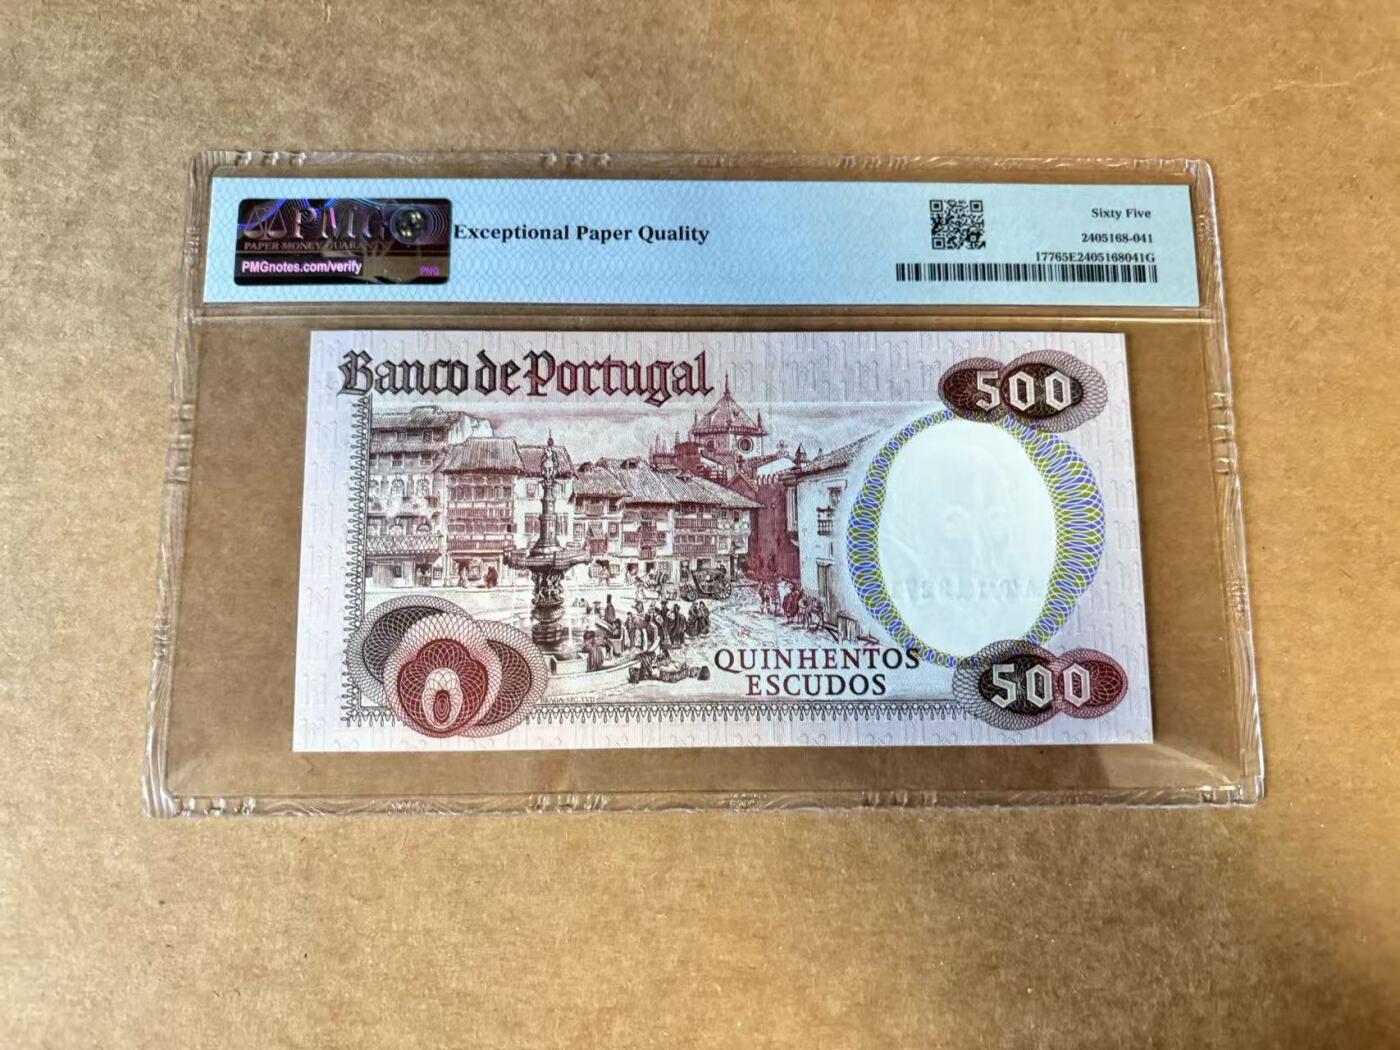 PMG
PAPER MONEY GUARANTY
PMGnotes.com/verify
PNG
Exceptional Paper Quality
Sixty Five
2405168-041
17765E2405168041G
Banco de Portugal
500
QUINHENTOS
ESCUDOS
500